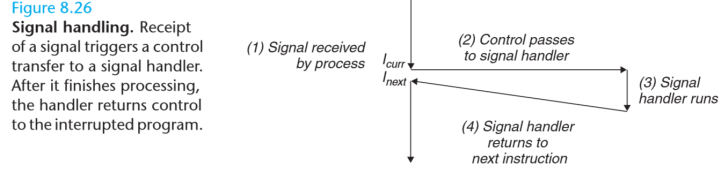 Figure 8.26
Signal handling. Receipt
of a signal triggers a control
transfer to a signal handler.
After it finishes processing,
the handler returns control
to the interrupted program.
(1) Signal received
by process
Icurr
Inext
(2) Control passes
to signal handler
(3) Signal
handler runs
(4) Signal handler
returns to
next instruction